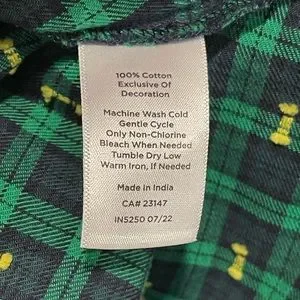 100% Cotton
Exclusive Of
Decoration
Machine Wash Cold
Gentle Cycle
Only Non-Chlorine
Bleach When Needed
Tumble Dry Low
Warm Iron, If Needed
Made in India
CA# 23147
IN5250 07/22